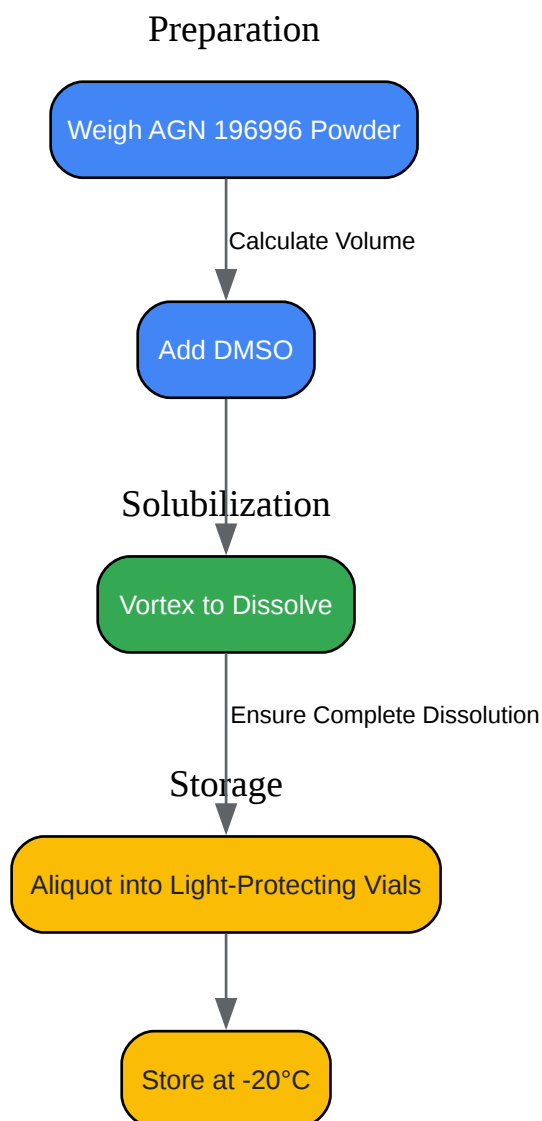 Preparation
Weigh AGN 196996 Powder
Calculate Volume
Add DMSO
Solubilization
Vortex to Dissolve
Ensure Complete Dissolution
Storage
Aliquot into Light-Protecting Vials
Store at -20°C